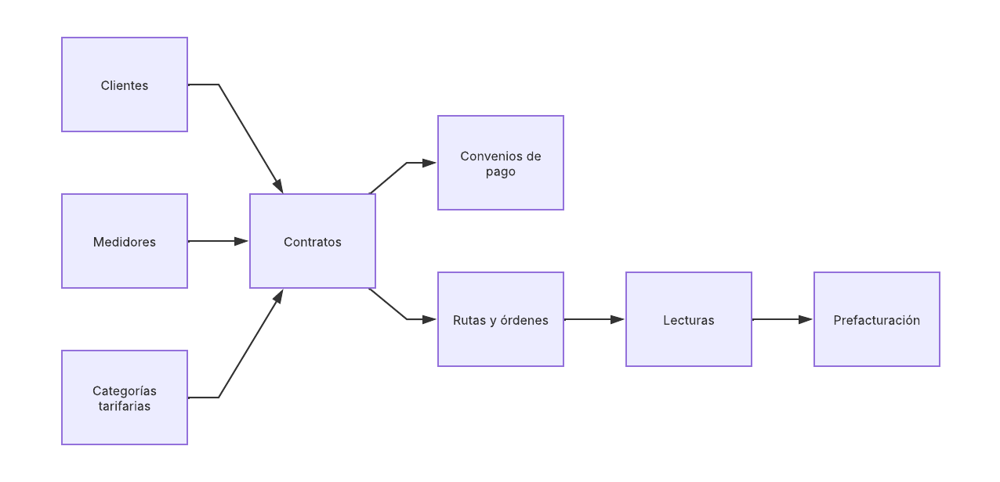 Clientes
Medidores
Categorías
tarifarias
Contratos
Convenios de
pago
Rutas y órdenes
Lecturas
Prefacturación